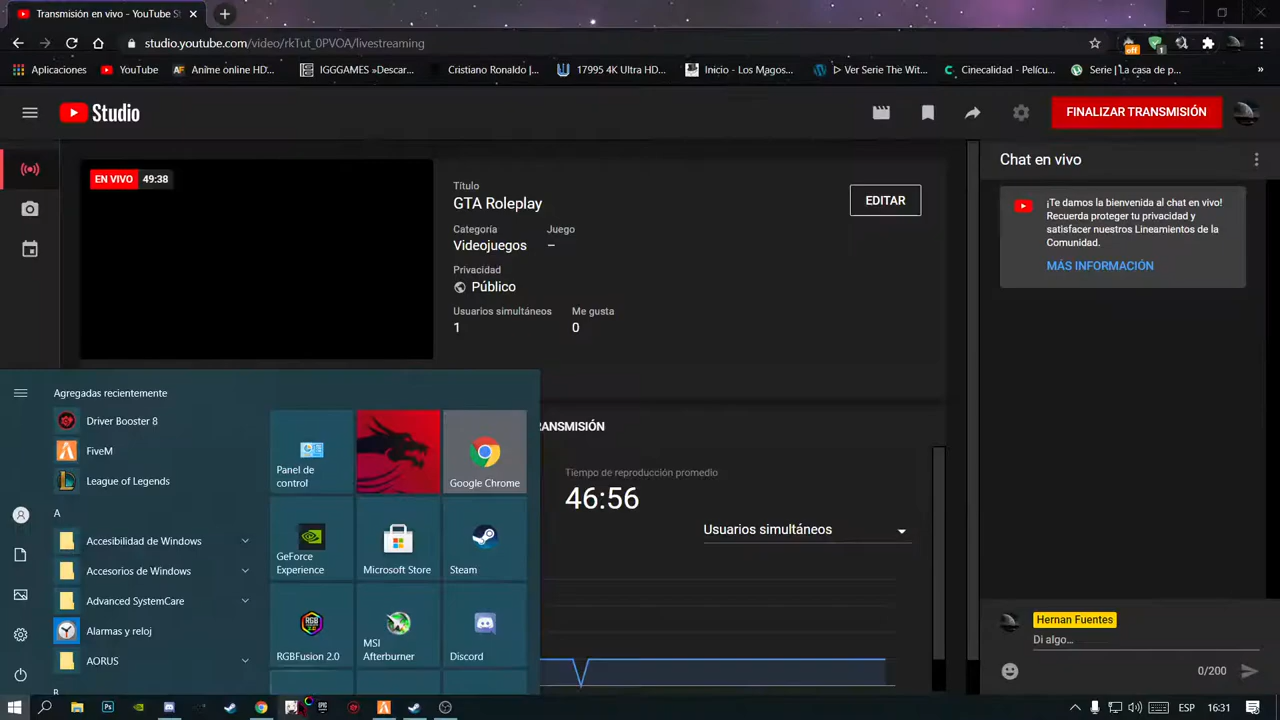 Transmisión en vivo - YouTube St
studio.youtube.com/video/rkTut_0PVOA/livestreaming
off
1
Aplicaciones
YouTube
Anime online HD...
IGGGAMES »Descar...
Cristiano Ronaldo |...
17995 4K Ultra HD...
Inicio - Los Magos...
▷ Ver Serie The Wit...
Cinecalidad - Pelícu...
Serie | La casa de p...
»
Studio
FINALIZAR TRANSMISIÓN
EN VIVO 49:38
Título
GTA Roleplay
EDITAR
Categoría
Juego
Videojuegos
–
Privacidad
Público
Usuarios simultáneos
Me gusta
1
0
Chat en vivo
¡Te damos la bienvenida al chat en vivo!
Recuerda proteger tu privacidad y
satisfacer nuestros Lineamientos de la
Comunidad.
MÁS INFORMACIÓN
RANSMISIÓN
Tiempo de reproducción promedio
46:56
Usuarios simultáneos
Agregadas recientemente
Driver Booster 8
FiveM
League of Legends
A
Accesibilidad de Windows
Accesorios de Windows
Advanced SystemCare
Alarmas y reloj
AORUS
B
Panel de
control
Google Chrome
GeForce
Experience
Microsoft Store
Steam
RGBFusion 2.0
MSI
Afterburner
Discord
Hernan Fuentes
Di algo...
0/200
ESP
16:31